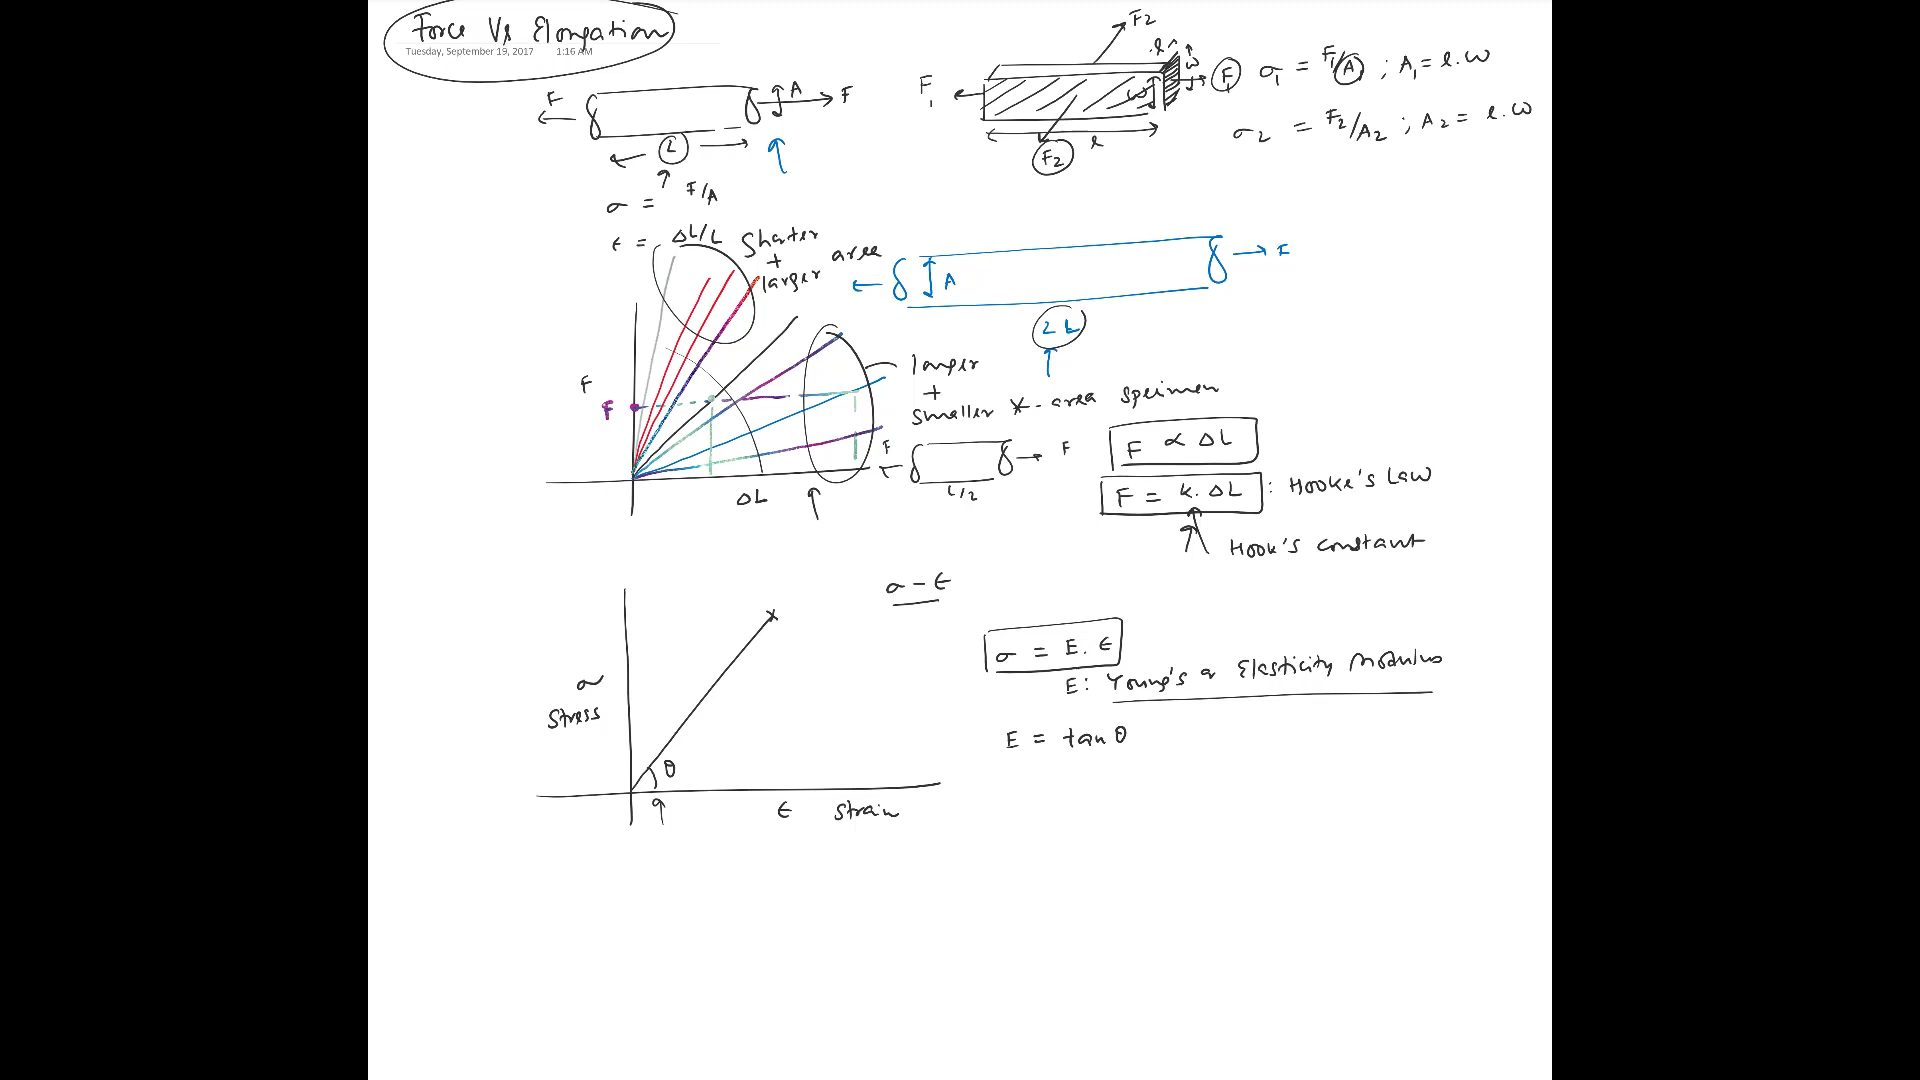 Force Vs Elongation
Tuesday, September 19, 2017 1:16 AM
F A F
L
σ = F/A
ε = ΔL/L
F2
F1 l w F1
w
l
F2
σ1 = F1/A ; A1 = l.w
σ2 = F2/A2 ; A2 = l.w
Shorter
+
larger area
A F
2L
F
F
ΔL
longer
+
smaller X-area specimen
F F
L/2
F ∝ ΔL
F = k. ΔL : Hooke's Law
Hook's constant
σ - ε
σ
Stress
θ
ε Strain
σ = E. ε
E: Young's or Elasticity Modulus
E = tan θ